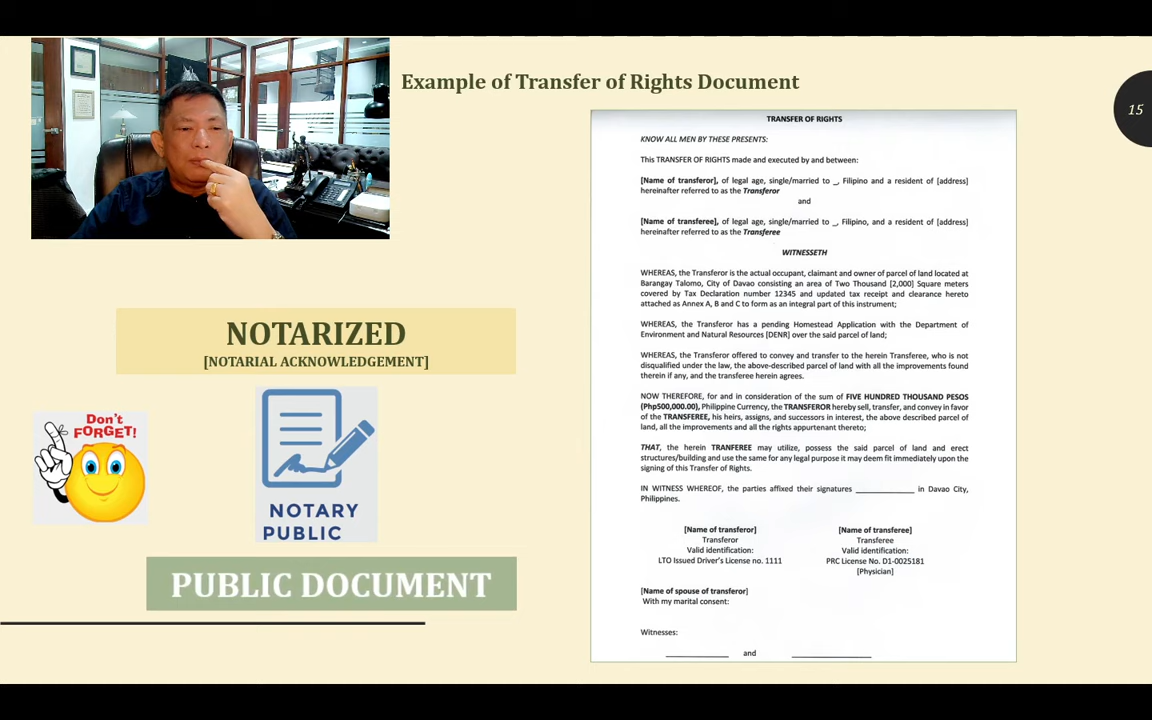 Example of Transfer of Rights Document
15
TRANSFER OF RIGHTS
KNOW ALL MEN BY THESE PRESENTS:
This TRANSFER OF RIGHTS made and executed by and between:
[Name of transferor], of legal age, single/married to _, Filipino and a resident of [address]
hereinafter referred to as the Transferor
and
[Name of transferee], of legal age, single/married to _, Filipino, and a resident of [address]
hereinafter referred to as the Transferee
WITNESSETH
WHEREAS, the Transferor is the actual occupant, claimant and owner of parcel of land located at
Barangay Talomo, City of Davao consisting an area of Two Thousand [2,000] Square meters
covered by Tax Declaration number 12345 and updated tax receipt and clearance hereto
attached as Annex A, B and C to form as an integral part of this instrument;
WHEREAS, the Transferor has a pending Homestead Application with the Department of
Environment and Natural Resources [DENR] over the said parcel of land;
WHEREAS, the Transferor offered to convey and transfer to the herein Transferee, who is not
disqualified under the law, the above-described parcel of land with all the improvements found
therein if any, and the transferee herein agrees.
NOW THEREFORE, for and in consideration of the sum of FIVE HUNDRED THOUSAND PESOS
(Php500,000.00), Philippine Currency, the TRANSFEROR hereby sell, transfer, and convey in favor
of the TRANSFEREE, his heirs, assigns, and successors in interest, the above described parcel of
land, all the improvements and all the rights appurtenant thereto;
THAT, the herein TRANFEREE may utilize, possess the said parcel of land and erect
structures/building and use the same for any legal purpose it may deem fit immediately upon the
signing of this Transfer of Rights.
IN WITNESS WHEREOF, the parties affixed their signatures ____________ in Davao City,
Philippines.
[Name of transferor]
Transferor
Valid identification:
LTO Issued Driver's License no. 1111
[Name of transferee]
Transferee
Valid identification:
PRC License No. D1-0025181
[Physician]
[Name of spouse of transferor]
With my marital consent:
Witnesses:
____________ and ____________
NOTARIZED
[NOTARIAL ACKNOWLEDGEMENT]
Don't
FORGET!
NOTARY
PUBLIC
PUBLIC DOCUMENT